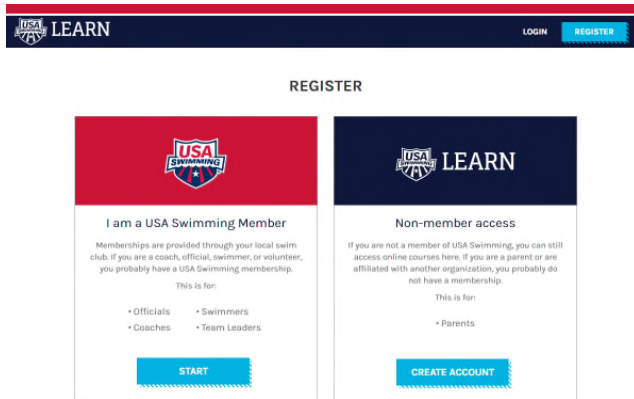 USA
SWIMMING
LEARN
LOGIN
REGISTER
REGISTER
USA
SWIMMING
I am a USA Swimming Member
Memberships are provided through your local swim
club. If you are a coach, official, swimmer, or volunteer,
you probably have a USA Swimming membership.
This is for:
• Officials
• Swimmers
• Coaches
• Team Leaders
START
USA
SWIMMING
LEARN
Non-member access
If you are not a member of USA Swimming, you can still
access online courses here. If you are a parent or are
affiliated with another organization, you probably do
not have a membership.
This is for:
• Parents
CREATE ACCOUNT